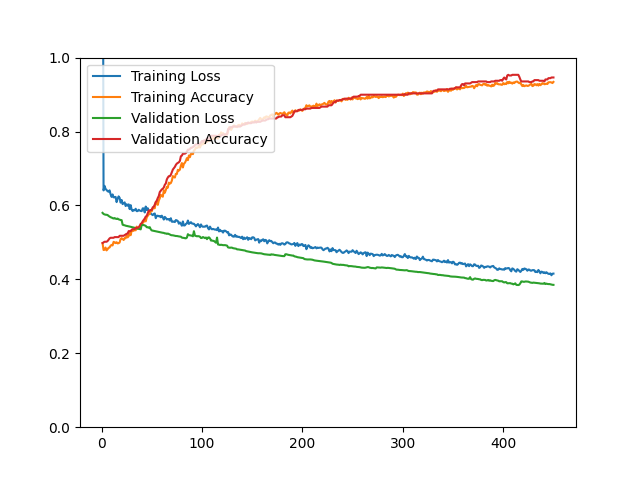 1.0
0.8
0.6
0.4
0.2
0.0
Training Loss
Training Accuracy
Validation Loss
Validation Accuracy
0 100 200 300 400